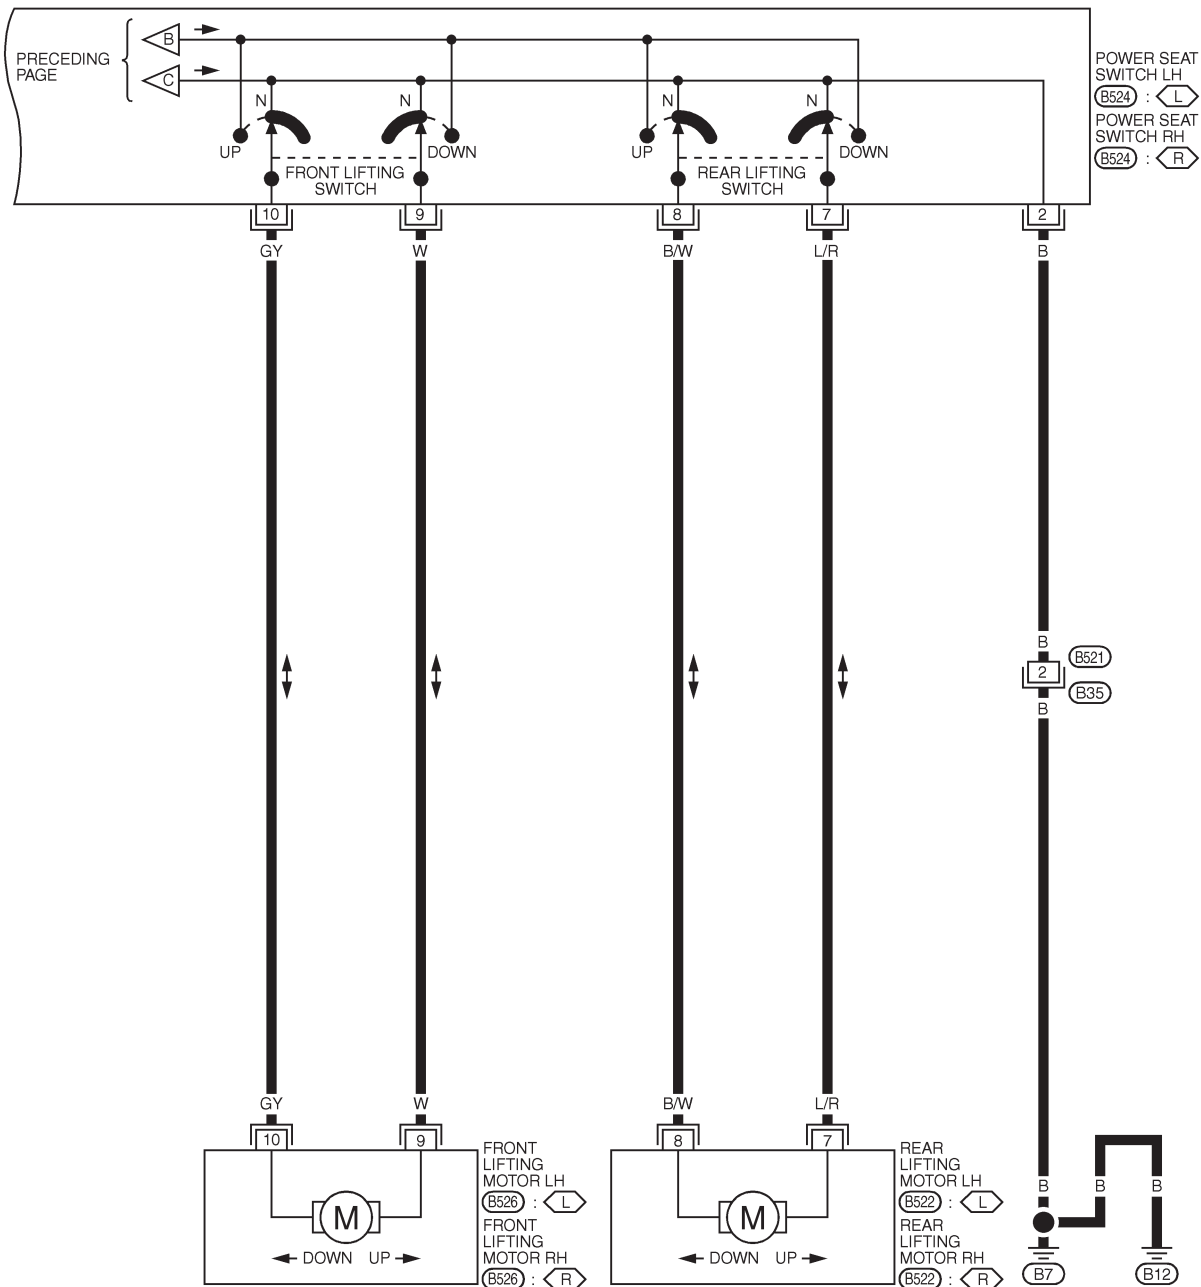 PRECEDING
PAGE
B
C
N
N
N
N
UP
DOWN
UP
DOWN
FRONT LIFTING
SWITCH
REAR LIFTING
SWITCH
POWER SEAT
SWITCH LH
B524 : L
POWER SEAT
SWITCH RH
B524 : R
10
9
8
7
2
GY
W
B/W
L/R
B
B
B521
2
B35
B
GY
W
B/W
L/R
10
9
8
7
FRONT
LIFTING
MOTOR LH
B526 : L
FRONT
LIFTING
MOTOR RH
B526 : R
M
DOWN UP
REAR
LIFTING
MOTOR LH
B522 : L
REAR
LIFTING
MOTOR RH
B522 : R
M
DOWN UP
B
B
B
B7
B12